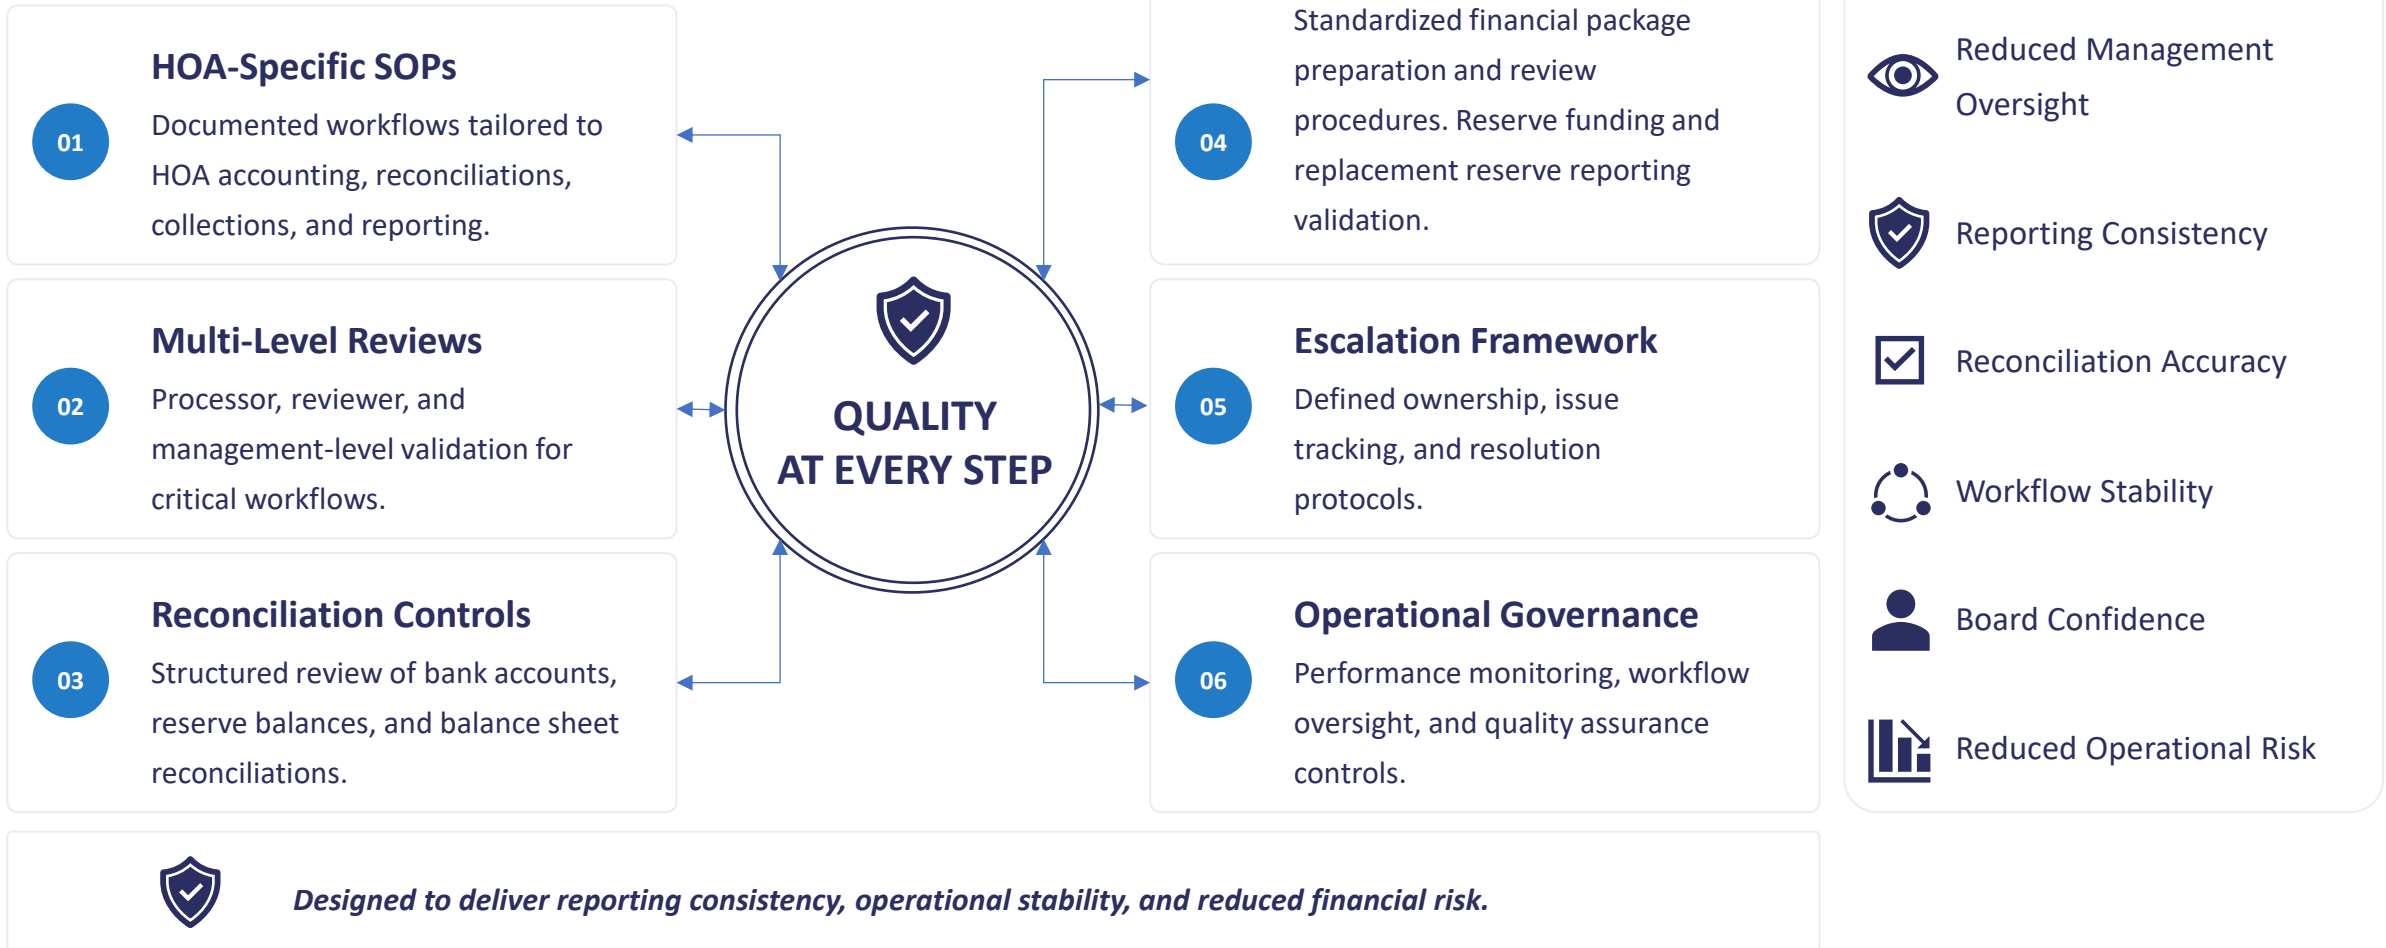 HOA-Specific SOPs
01
Documented workflows tailored to
HOA accounting, reconciliations,
collections, and reporting.
Multi-Level Reviews
02
Processor, reviewer, and
management-level validation for
critical workflows.
Reconciliation Controls
03
Structured review of bank accounts,
reserve balances, and balance sheet
reconciliations.
QUALITY
AT EVERY STEP
04
Standardized financial package
preparation and review
procedures. Reserve funding and
replacement reserve reporting
validation.
Escalation Framework
05
Defined ownership, issue
tracking, and resolution
protocols.
Operational Governance
06
Performance monitoring, workflow
oversight, and quality assurance
controls.
Reduced Management
Oversight
Reporting Consistency
Reconciliation Accuracy
Workflow Stability
Board Confidence
Reduced Operational Risk
Designed to deliver reporting consistency, operational stability, and reduced financial risk.